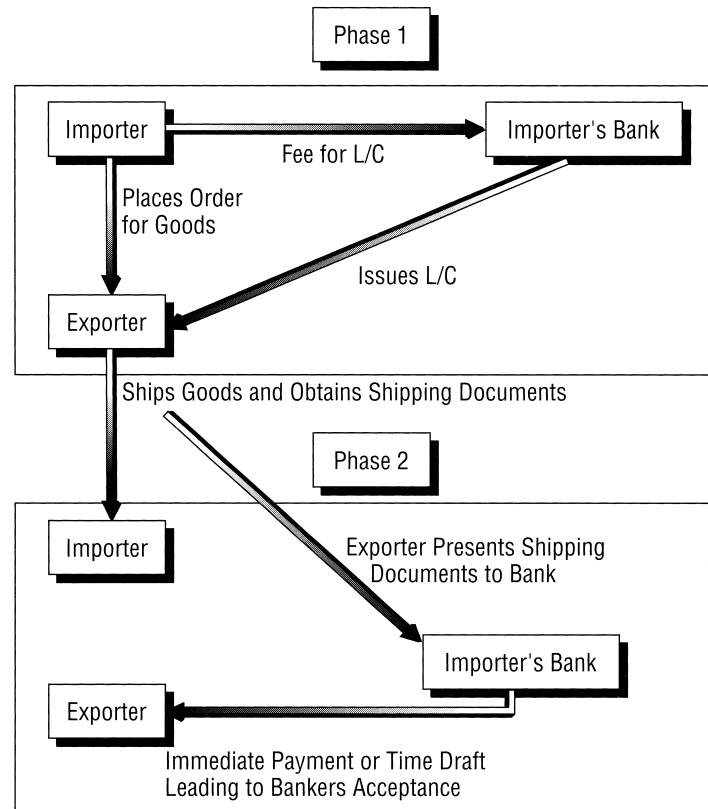 Phase 1
Importer
Importer's Bank
Fee for L/C
Places Order
for Goods
Issues L/C
Exporter
Ships Goods and Obtains Shipping Documents
Phase 2
Importer
Exporter Presents Shipping
Documents to Bank
Importer's Bank
Exporter
Immediate Payment or Time Draft
Leading to Bankers Acceptance